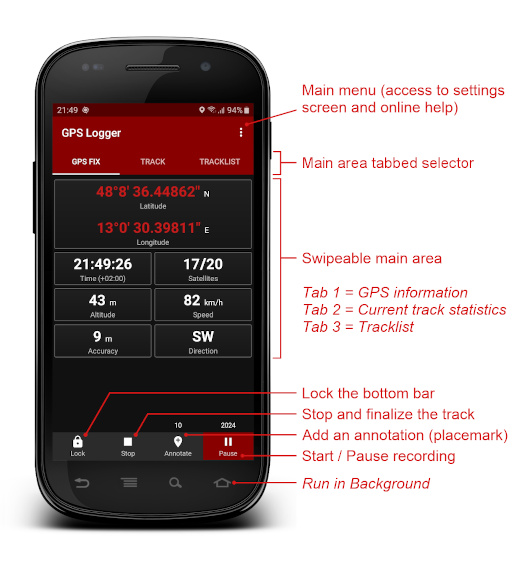 21:49 94%
GPS Logger
GPS FIX TRACK TRACKLIST
48°8' 36.44862" N
Latitude
13°0' 30.39811" E
Longitude
21:49:26 17/20
Time (+02:00) Satellites
43 m 82 km/h
Altitude Speed
9 m SW
Accuracy Direction
10 2024
Lock Stop Annotate Pause
Main menu (access to settings
screen and online help)
Main area tabbed selector
Swipeable main area
Tab 1 = GPS information
Tab 2 = Current track statistics
Tab 3 = Tracklist
Lock the bottom bar
Stop and finalize the track
Add an annotation (placemark)
Start / Pause recording
Run in Background